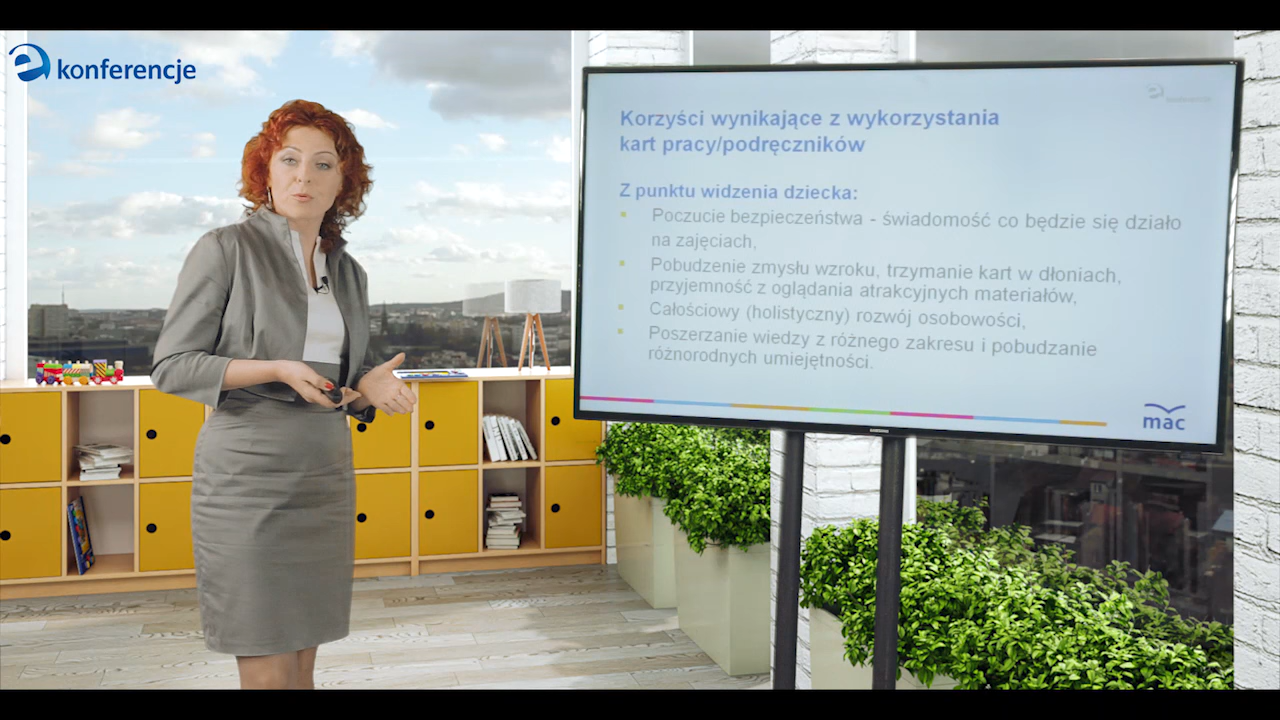 e konferencje
Korzyści wynikające z wykorzystania
kart pracy/podręczników
Z punktu widzenia dziecka:
Poczucie bezpieczeństwa - świadomość co będzie się działo
na zajęciach,
Pobudzenie zmysłu wzroku, trzymanie kart w dłoniach,
przyjemność z oglądania atrakcyjnych materiałów,
Całościowy (holistyczny) rozwój osobowości,
Poszerzanie wiedzy z różnego zakresu i pobudzanie
różnorodnych umiejętności.
mac
SAMSUNG